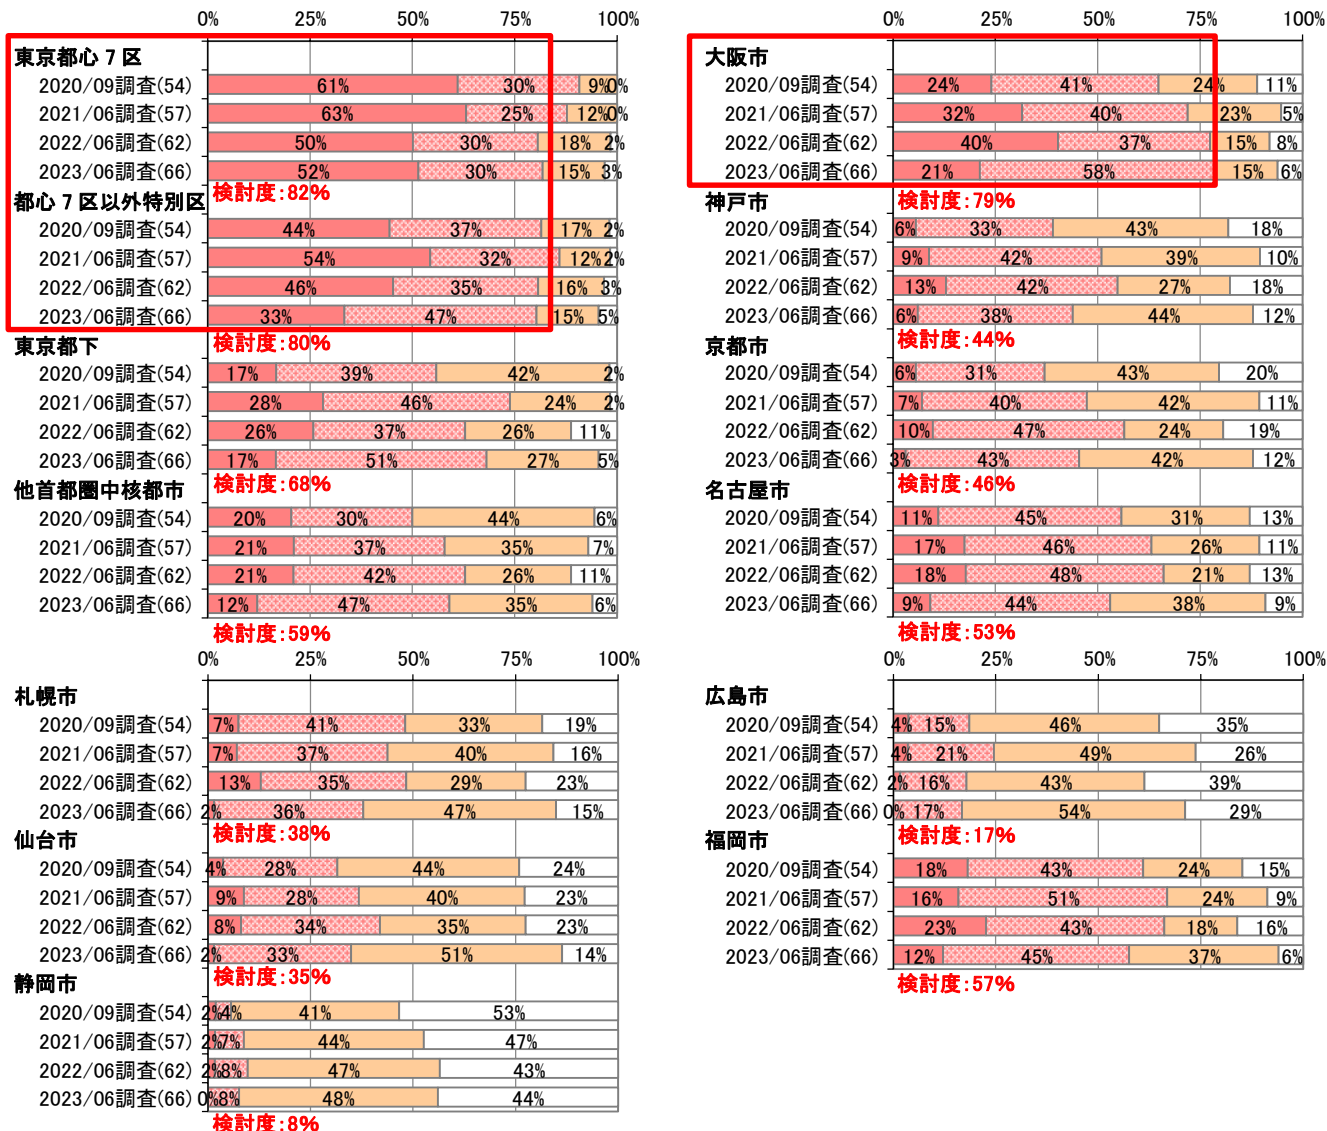 0% 25% 50% 75% 100%
東京都心7区
2020/09調査(54) 61% 30% 9% 0%
2021/06調査(57) 63% 25% 12% 0%
2022/06調査(62) 50% 30% 18% 2%
2023/06調査(66) 52% 30% 15% 3%
検討度:82%
都心7区以外特別区
2020/09調査(54) 44% 37% 17% 2%
2021/06調査(57) 54% 32% 12% 2%
2022/06調査(62) 46% 35% 16% 3%
2023/06調査(66) 33% 47% 15% 5%
検討度:80%
東京都下
2020/09調査(54) 17% 39% 42% 2%
2021/06調査(57) 28% 46% 24% 2%
2022/06調査(62) 26% 37% 26% 11%
2023/06調査(66) 17% 51% 27% 5%
検討度:68%
他首都圏中核都市
2020/09調査(54) 20% 30% 44% 6%
2021/06調査(57) 21% 37% 35% 7%
2022/06調査(62) 21% 42% 26% 11%
2023/06調査(66) 12% 47% 35% 6%
検討度:59%
0% 25% 50% 75% 100%
大阪市
2020/09調査(54) 24% 41% 24% 11%
2021/06調査(57) 32% 40% 23% 5%
2022/06調査(62) 40% 37% 15% 8%
2023/06調査(66) 21% 58% 15% 6%
検討度:79%
神戸市
2020/09調査(54) 6% 33% 43% 18%
2021/06調査(57) 9% 42% 39% 10%
2022/06調査(62) 13% 42% 27% 18%
2023/06調査(66) 6% 38% 44% 12%
検討度:44%
京都市
2020/09調査(54) 6% 31% 43% 20%
2021/06調査(57) 7% 40% 42% 11%
2022/06調査(62) 10% 47% 24% 19%
2023/06調査(66) 3% 43% 42% 12%
検討度:46%
名古屋市
2020/09調査(54) 11% 45% 31% 13%
2021/06調査(57) 17% 46% 26% 11%
2022/06調査(62) 18% 48% 21% 13%
2023/06調査(66) 9% 44% 38% 9%
検討度:53%
0% 25% 50% 75% 100%
札幌市
2020/09調査(54) 7% 41% 33% 19%
2021/06調査(57) 7% 37% 40% 16%
2022/06調査(62) 13% 35% 29% 23%
2023/06調査(66) 2% 36% 47% 15%
検討度:38%
仙台市
2020/09調査(54) 4% 28% 44% 24%
2021/06調査(57) 9% 28% 40% 23%
2022/06調査(62) 8% 34% 35% 23%
2023/06調査(66) 2% 33% 51% 14%
検討度:35%
静岡市
2020/09調査(54) 2% 4% 41% 53%
2021/06調査(57) 2% 7% 44% 47%
2022/06調査(62) 2% 8% 47% 43%
2023/06調査(66) 0% 8% 48% 44%
検討度:8%
0% 25% 50% 75% 100%
広島市
2020/09調査(54) 4% 15% 46% 35%
2021/06調査(57) 4% 21% 49% 26%
2022/06調査(62) 2% 16% 43% 39%
2023/06調査(66) 0% 17% 54% 29%
検討度:17%
福岡市
2020/09調査(54) 18% 43% 24% 15%
2021/06調査(57) 16% 51% 24% 9%
2022/06調査(62) 23% 43% 18% 16%
2023/06調査(66) 12% 45% 37% 6%
検討度:57%